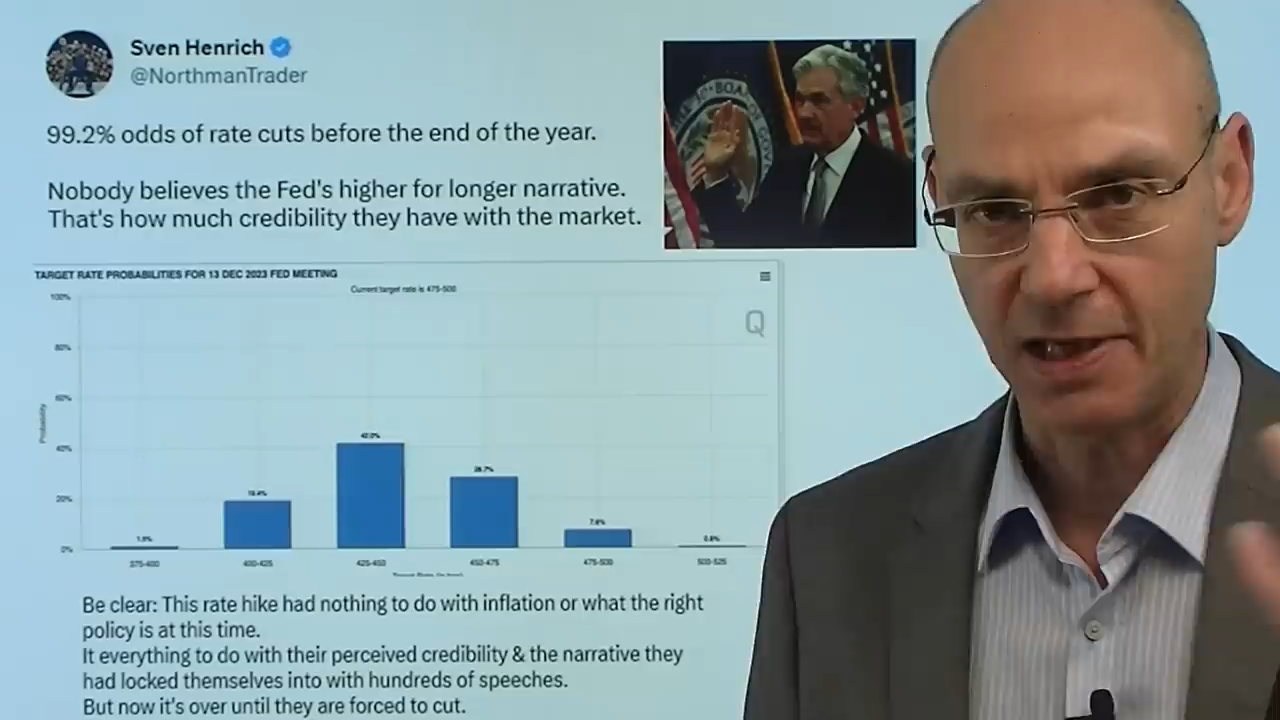 Sven Henrich
@NorthmanTrader
99.2% odds of rate cuts before the end of the year.
Nobody believes the Fed's higher for longer narrative.
That's how much credibility they have with the market.
TARGET RATE PROBABILITIES FOR 13 DEC 2023 FED MEETING
Current target rate is 475-500
Q
Probability
100%
80%
60%
40%
20%
0%
42.0%
7.6%
375-400
400-425
425-450
450-475
475-500
500-525
Be clear: This rate hike had nothing to do with inflation or what the right
policy is at this time.
It everything to do with their perceived credibility & the narrative they
had locked themselves into with hundreds of speeches.
But now it's over until they are forced to cut.